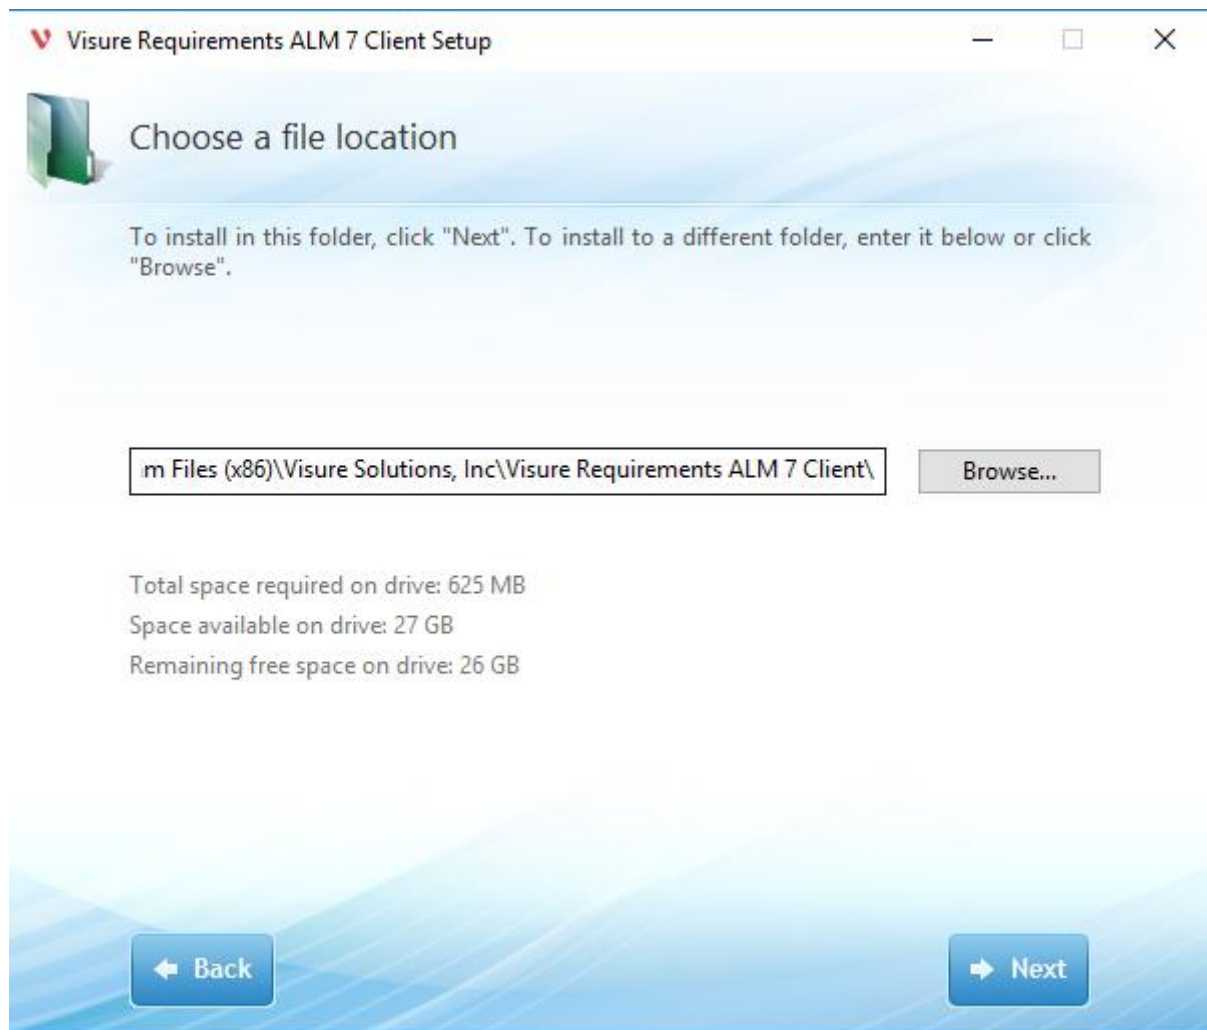 Visure Requirements ALM 7 Client Setup
Choose a file location
To install in this folder, click "Next". To install to a different folder, enter it below or click
"Browse".
m Files (x86)\Visure Solutions, Inc\Visure Requirements ALM 7 Client\
Browse...
Total space required on drive: 625 MB
Space available on drive: 27 GB
Remaining free space on drive: 26 GB
Back
Next